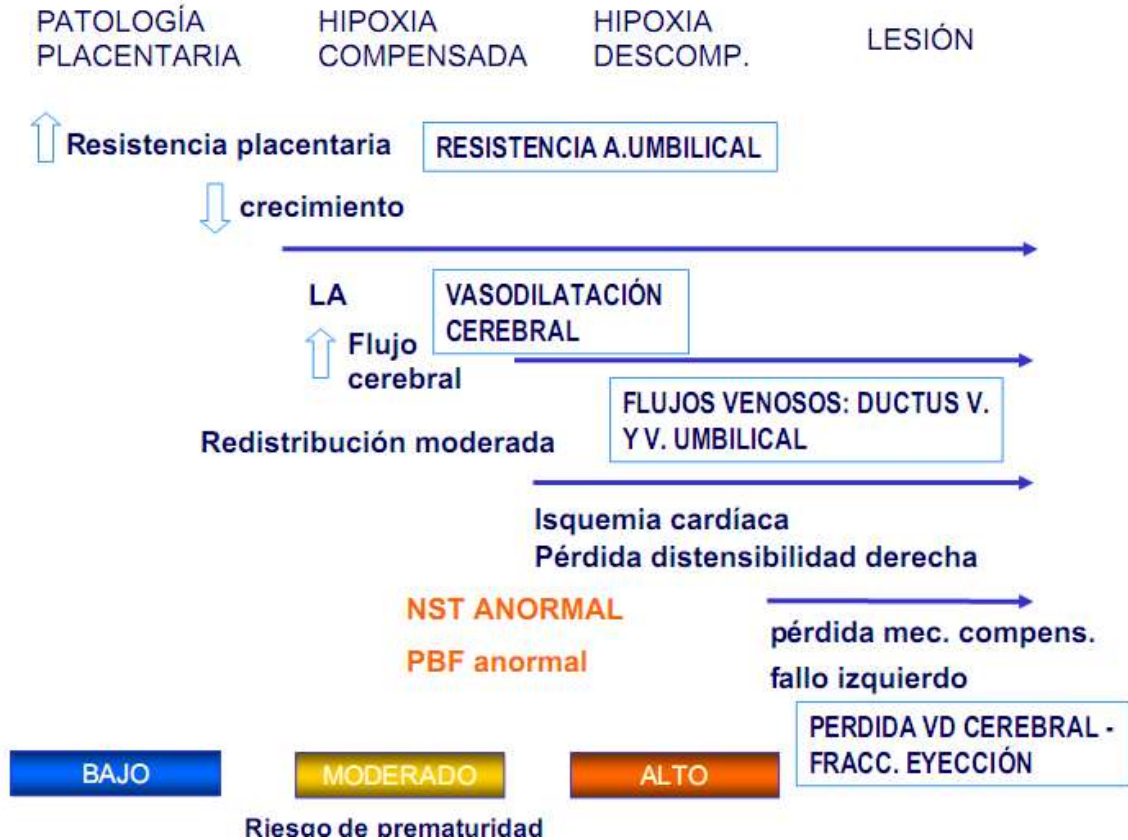 PATOLOGÍA
PLACENTARIA
HIPOXIA
COMPENSADA
HIPOXIA
DESCOMP.
LESIÓN
Resistencia placentaria
RESISTENCIA A.UMBILICAL
crecimiento
LA
VASODILATACIÓN
CEREBRAL
Flujo
cerebral
FLUJOS VENOSOS: DUCTUS V.
Y V. UMBILICAL
Redistribución moderada
Isquemia cardíaca
Pérdida distensibilidad derecha
NST ANORMAL
PBF anormal
pérdida mec. compens.
fallo izquierdo
PERDIDA VD CEREBRAL -
FRACC. EYECCIÓN
BAJO
MODERADO
ALTO
Riesgo de prematuridad